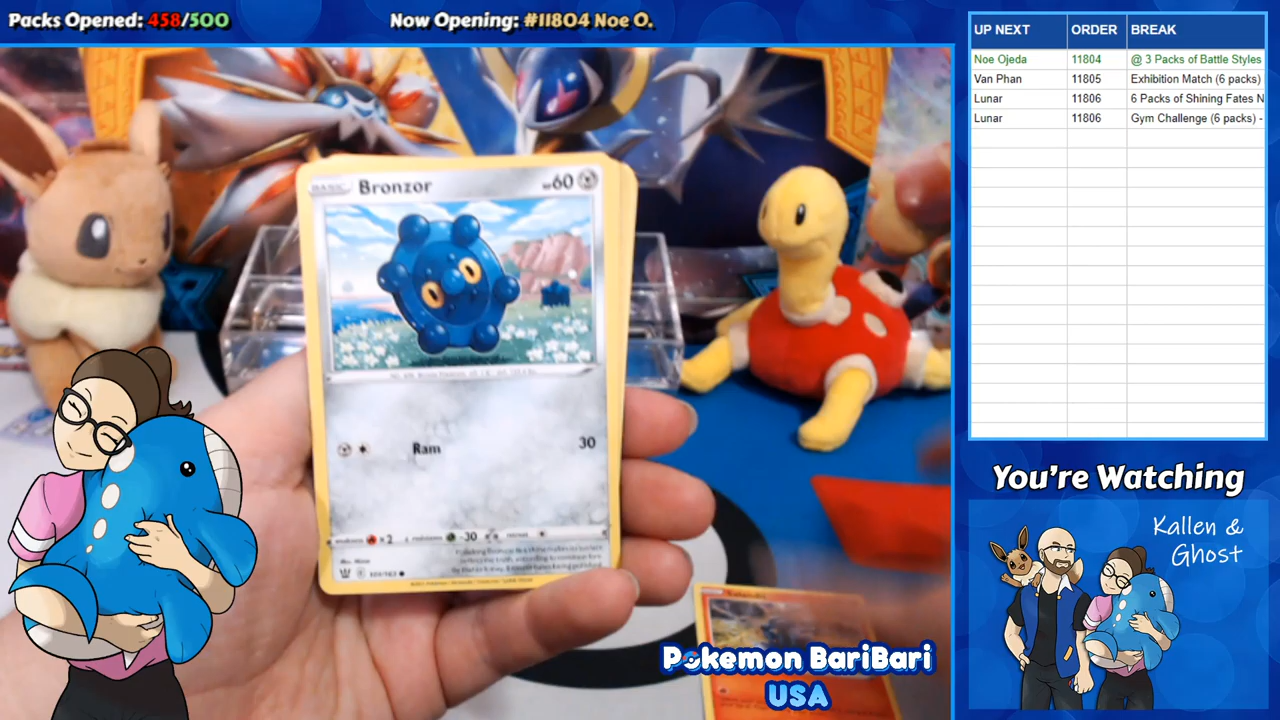 Packs Opened: 458/500
Now Opening: #11804 Noe O.
UP NEXT ORDER BREAK
Noe Ojeda 11804 @ 3 Packs of Battle Styles
Van Phan 11805 Exhibition Match (6 packs)
Lunar 11806 6 Packs of Shining Fates N
Lunar 11806 Gym Challenge (6 packs) -
BASIC Bronzor HP60
Ram 30
weakness ×2 -30
You're Watching
Kallen &
Ghost
Pokemon BariBari
USA